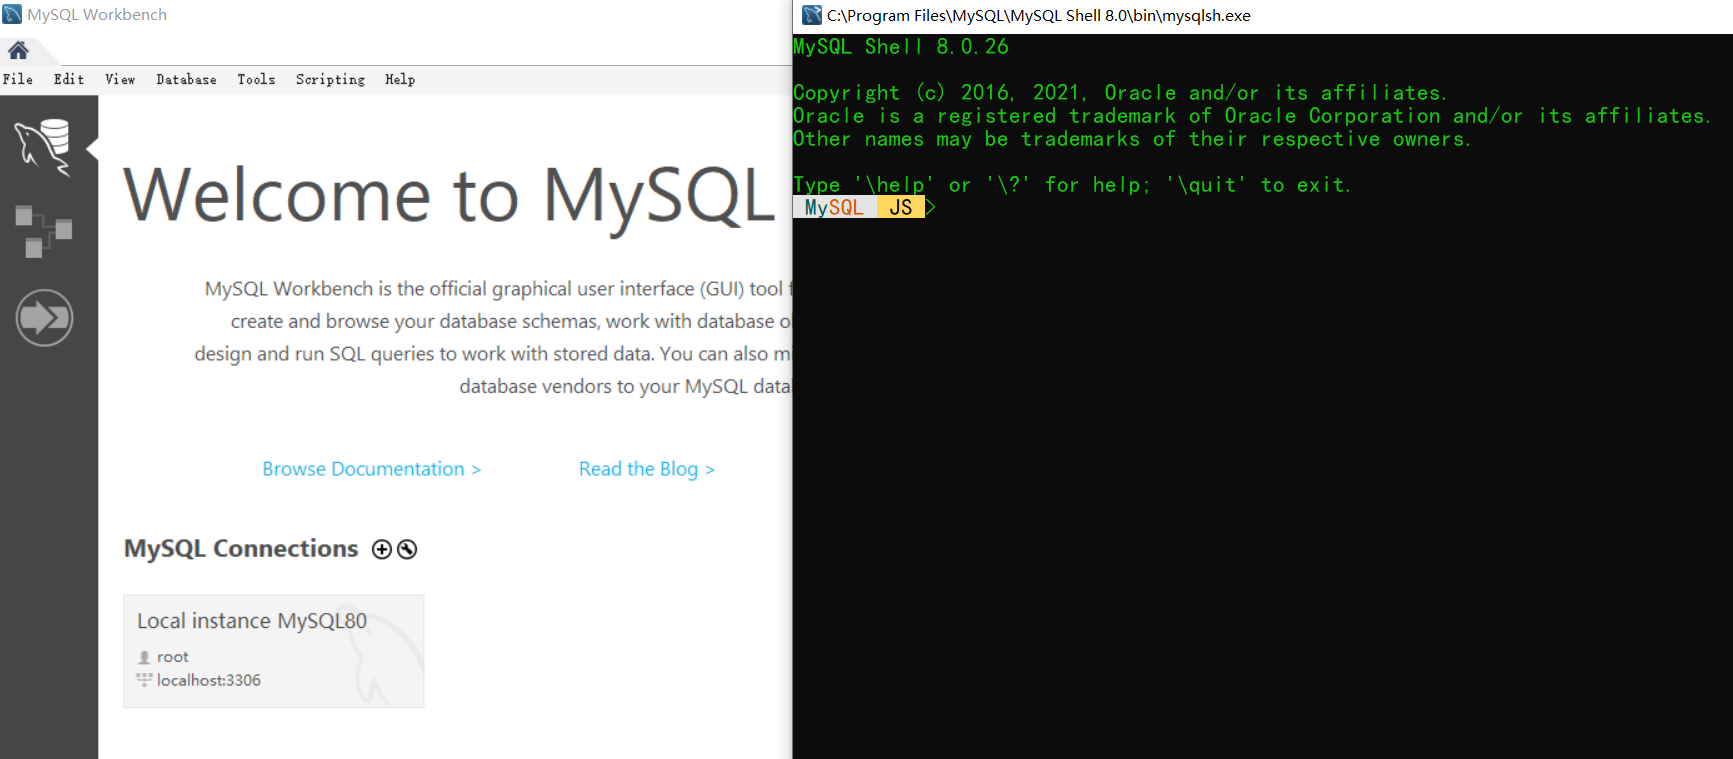 MySQL Workbench
File Edit View Database Tools Scripting Help
Welcome to MySQL
MySQL Workbench is the official graphical user interface (GUI) tool
create and browse your database schemas, work with database
design and run SQL queries to work with stored data. You can also
database vendors to your MySQL
Browse Documentation > Read the Blog >
MySQL Connections
Local instance MySQL80
root
localhost:3306
C:\Program Files\MySQL\MySQL Shell 8.0\bin\mysqlsh.exe
MySQL Shell 8.0.26
Copyright (c) 2016, 2021, Oracle and/or its affiliates.
Oracle is a registered trademark of Oracle Corporation and/or its affiliates.
Other names may be trademarks of their respective owners.
Type '\help' or '\?' for help; '\quit' to exit.
MySQL JS >